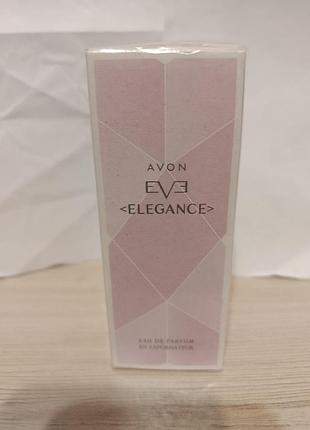 AVON
EVE
<ELEGANCE>
EAU DE PARFUM
EN VAPORISATEUR